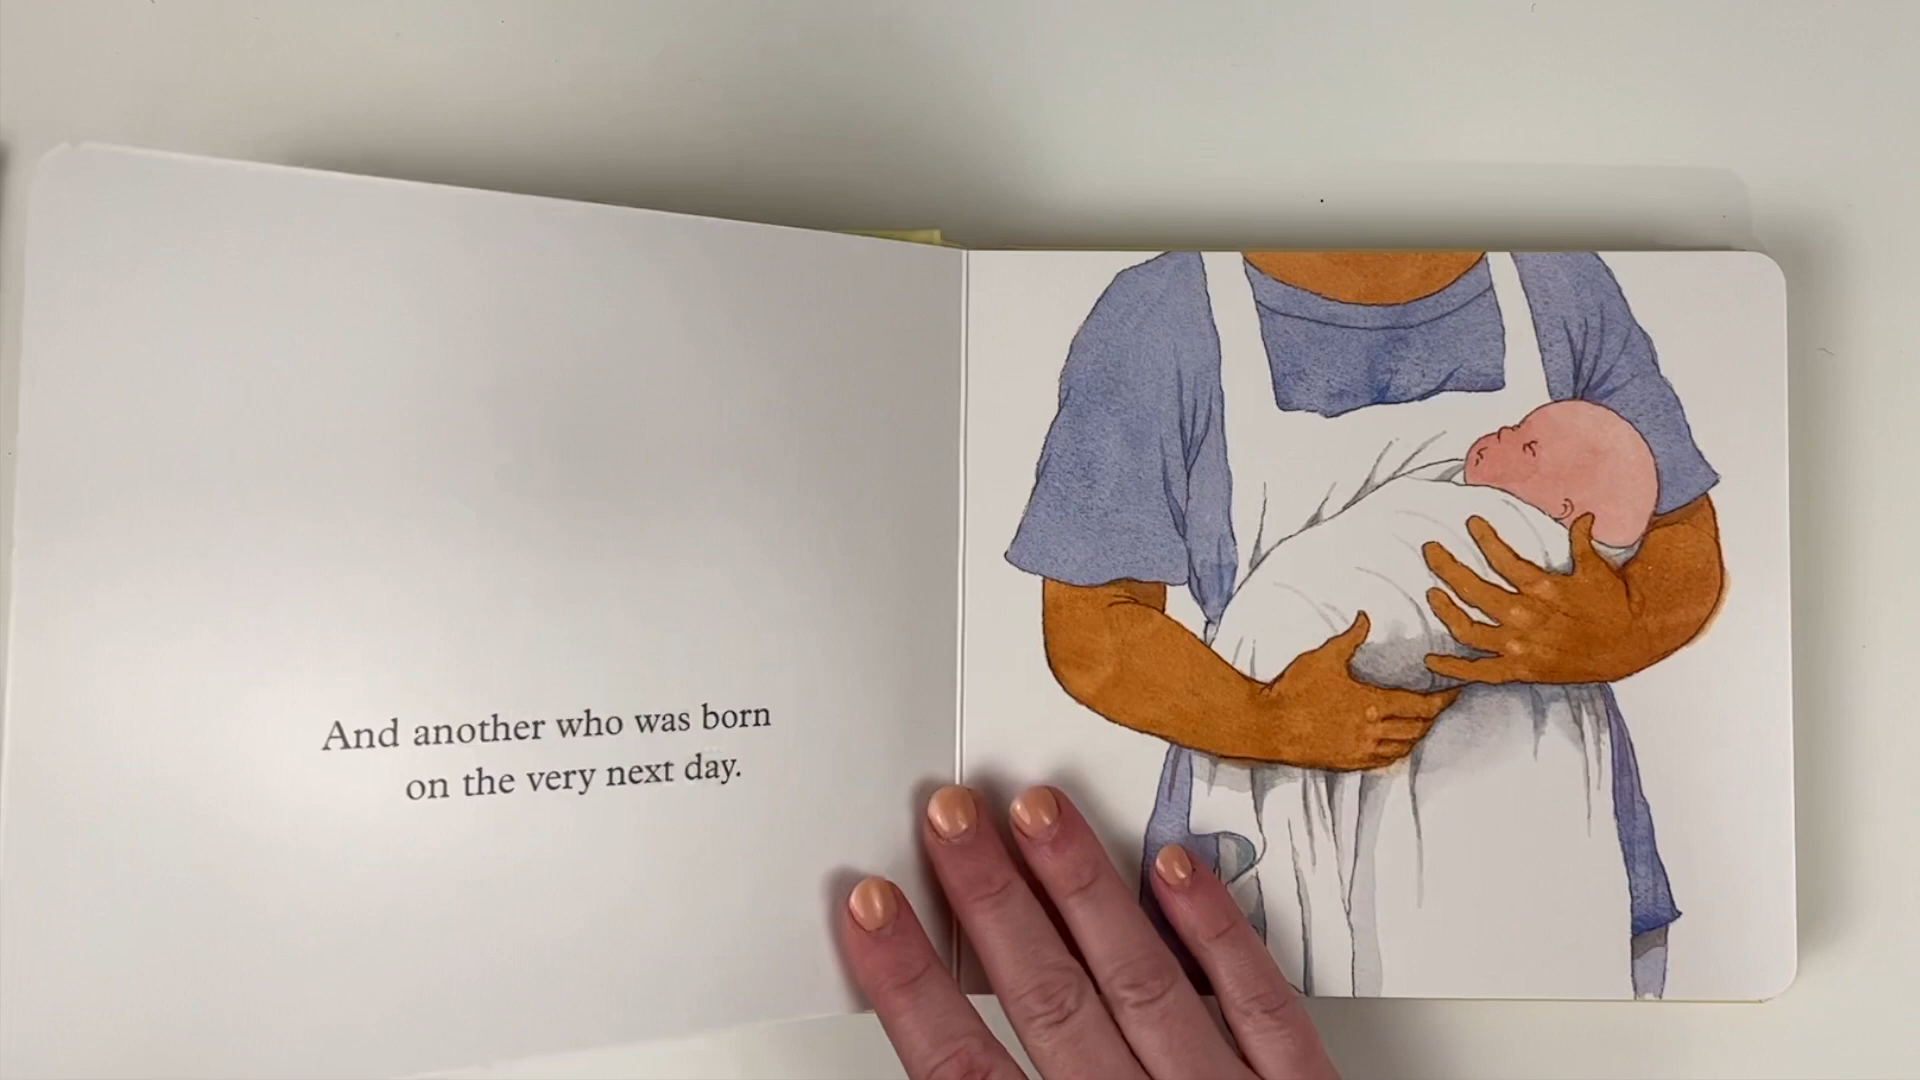 And another who was born
on the very next day.